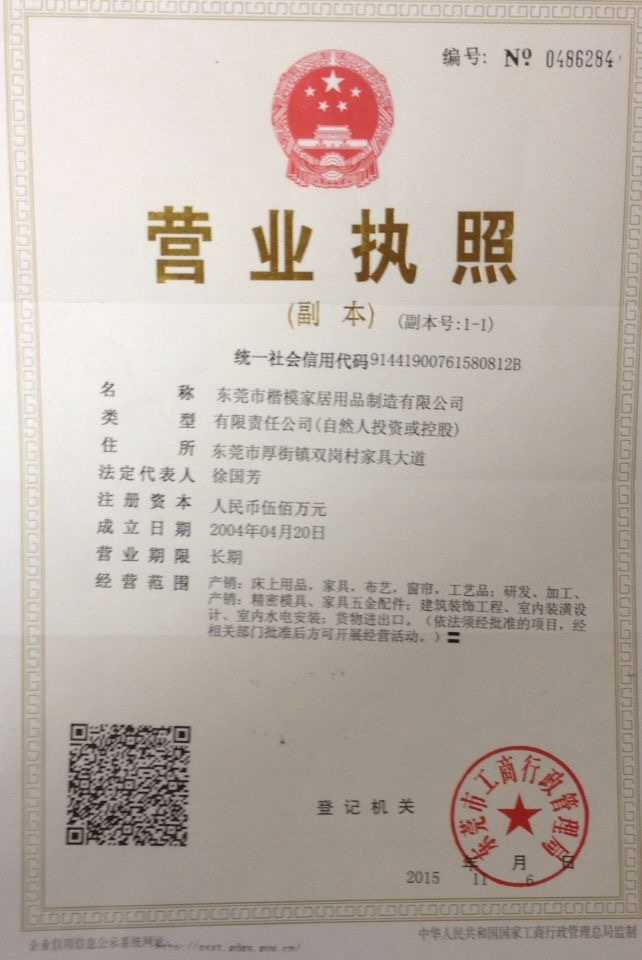 编号: Nº 0486284
营业执照
(副 本) (副本号:1-1)
统一社会信用代码91441900761580812B
名 称 东莞市楷模家居用品制造有限公司
类 型 有限责任公司(自然人投资或控股)
住 所 东莞市厚街镇双岗村家具大道
法定代表人 徐国芳
注册资本 人民币伍佰万元
成立日期 2004年04月20日
营业期限 长期
经营范围 产销：床上用品，家具，布艺，窗帘，工艺品；研发、加工、
产销：精密模具、家具五金配件；建筑装饰工程、室内装潢设
计、室内水电安装；货物进出口。（依法须经批准的项目，经
相关部门批准后方可开展经营活动。）
登记机关
东莞市工商行政管理局
年 月 日
2015 11 6
企业信用信息公示系统网址:
中华人民共和国国家工商行政管理总局监制